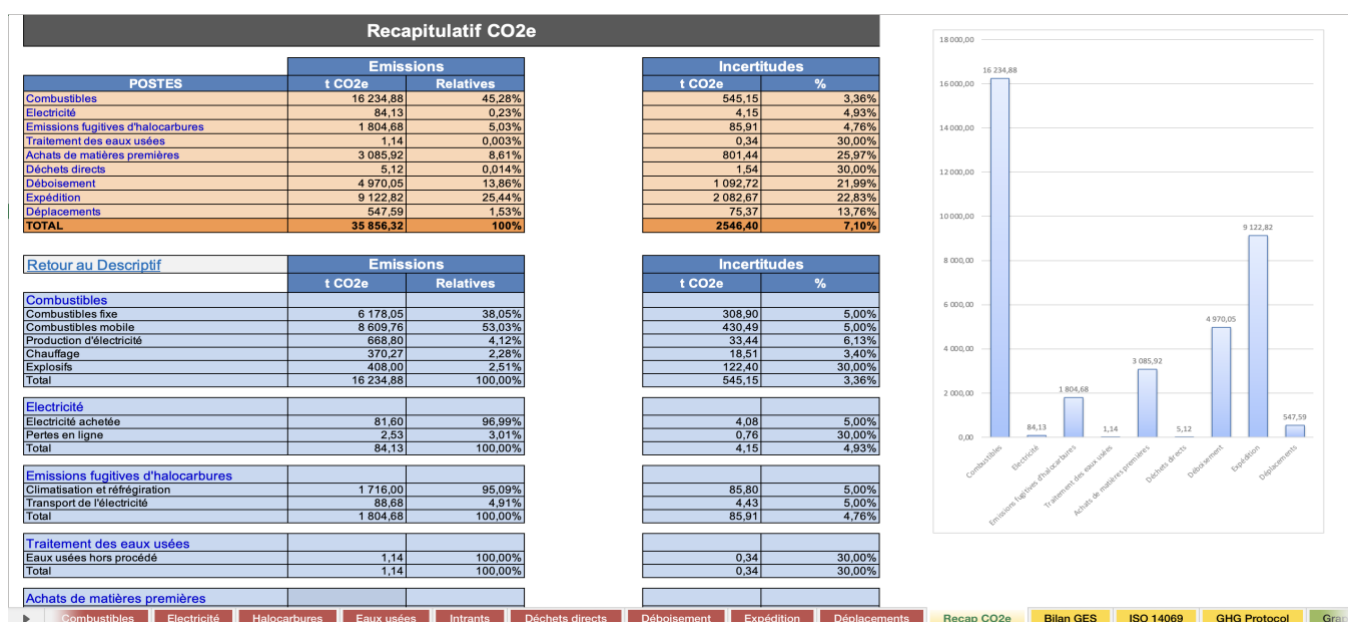 Recapitulatif CO2e
Emissions Incertitudes
POSTES t CO2e Relatives t CO2e %
Combustibles 16 234,88 45,28% 545,15 3,36%
Electricité 84,13 0,23% 4,15 4,93%
Emissions fugitives d'halocarbures 1 804,68 5,03% 85,91 4,76%
Traitement des eaux usées 1,14 0,003% 0,34 30,00%
Achats de matières premières 3 085,92 8,61% 801,44 25,97%
Déchets directs 5,12 0,014% 1,54 30,00%
Déboisement 4 970,05 13,86% 1 092,72 21,99%
Expédition 9 122,82 25,44% 2 082,67 22,83%
Déplacements 547,59 1,53% 75,37 13,76%
TOTAL 35 856,32 100% 2546,40 7,10%
Retour au Descriptif Emissions Incertitudes
t CO2e Relatives t CO2e %
Combustibles
Combustibles fixe 6 178,05 38,05% 308,90 5,00%
Combustibles mobile 8 609,76 53,03% 430,49 5,00%
Production d'électricité 668,80 4,12% 33,44 6,13%
Chauffage 370,27 2,28% 18,51 3,40%
Explosifs 408,00 2,51% 122,40 30,00%
Total 16 234,88 100,00% 545,15 3,36%
Electricité
Electricité achetée 81,60 96,99% 4,08 5,00%
Pertes en ligne 2,53 3,01% 0,76 30,00%
Total 84,13 100,00% 4,15 4,93%
Emissions fugitives d'halocarbures
Climatisation et réfrégiration 1 716,00 95,09% 85,80 5,00%
Transport de l'électricité 88,68 4,91% 4,43 5,00%
Total 1 804,68 100,00% 85,91 4,76%
Traitement des eaux usées
Eaux usées hors procédé 1,14 100,00% 0,34 30,00%
Total 1,14 100,00% 0,34 30,00%
Achats de matières premières
18 000,00
16 000,00
14 000,00
12 000,00
10 000,00
8 000,00
6 000,00
4 000,00
2 000,00
0,00
16 234,88
84,13
1 804,68
1,14
3 085,92
5,12
4 970,05
9 122,82
547,59
Combustibles
Electricité
Emissions fugitives d'halocarbures
Traitement des eaux usées
Achats de matières premières
Déchets directs
Déboisement
Expédition
Déplacements
Combustibles Electricité Halocarbures Eaux usées Intrants Déchets directs Déboisement Expédition Déplacements Recap CO2e Bilan GES ISO 14069 GHG Protocol